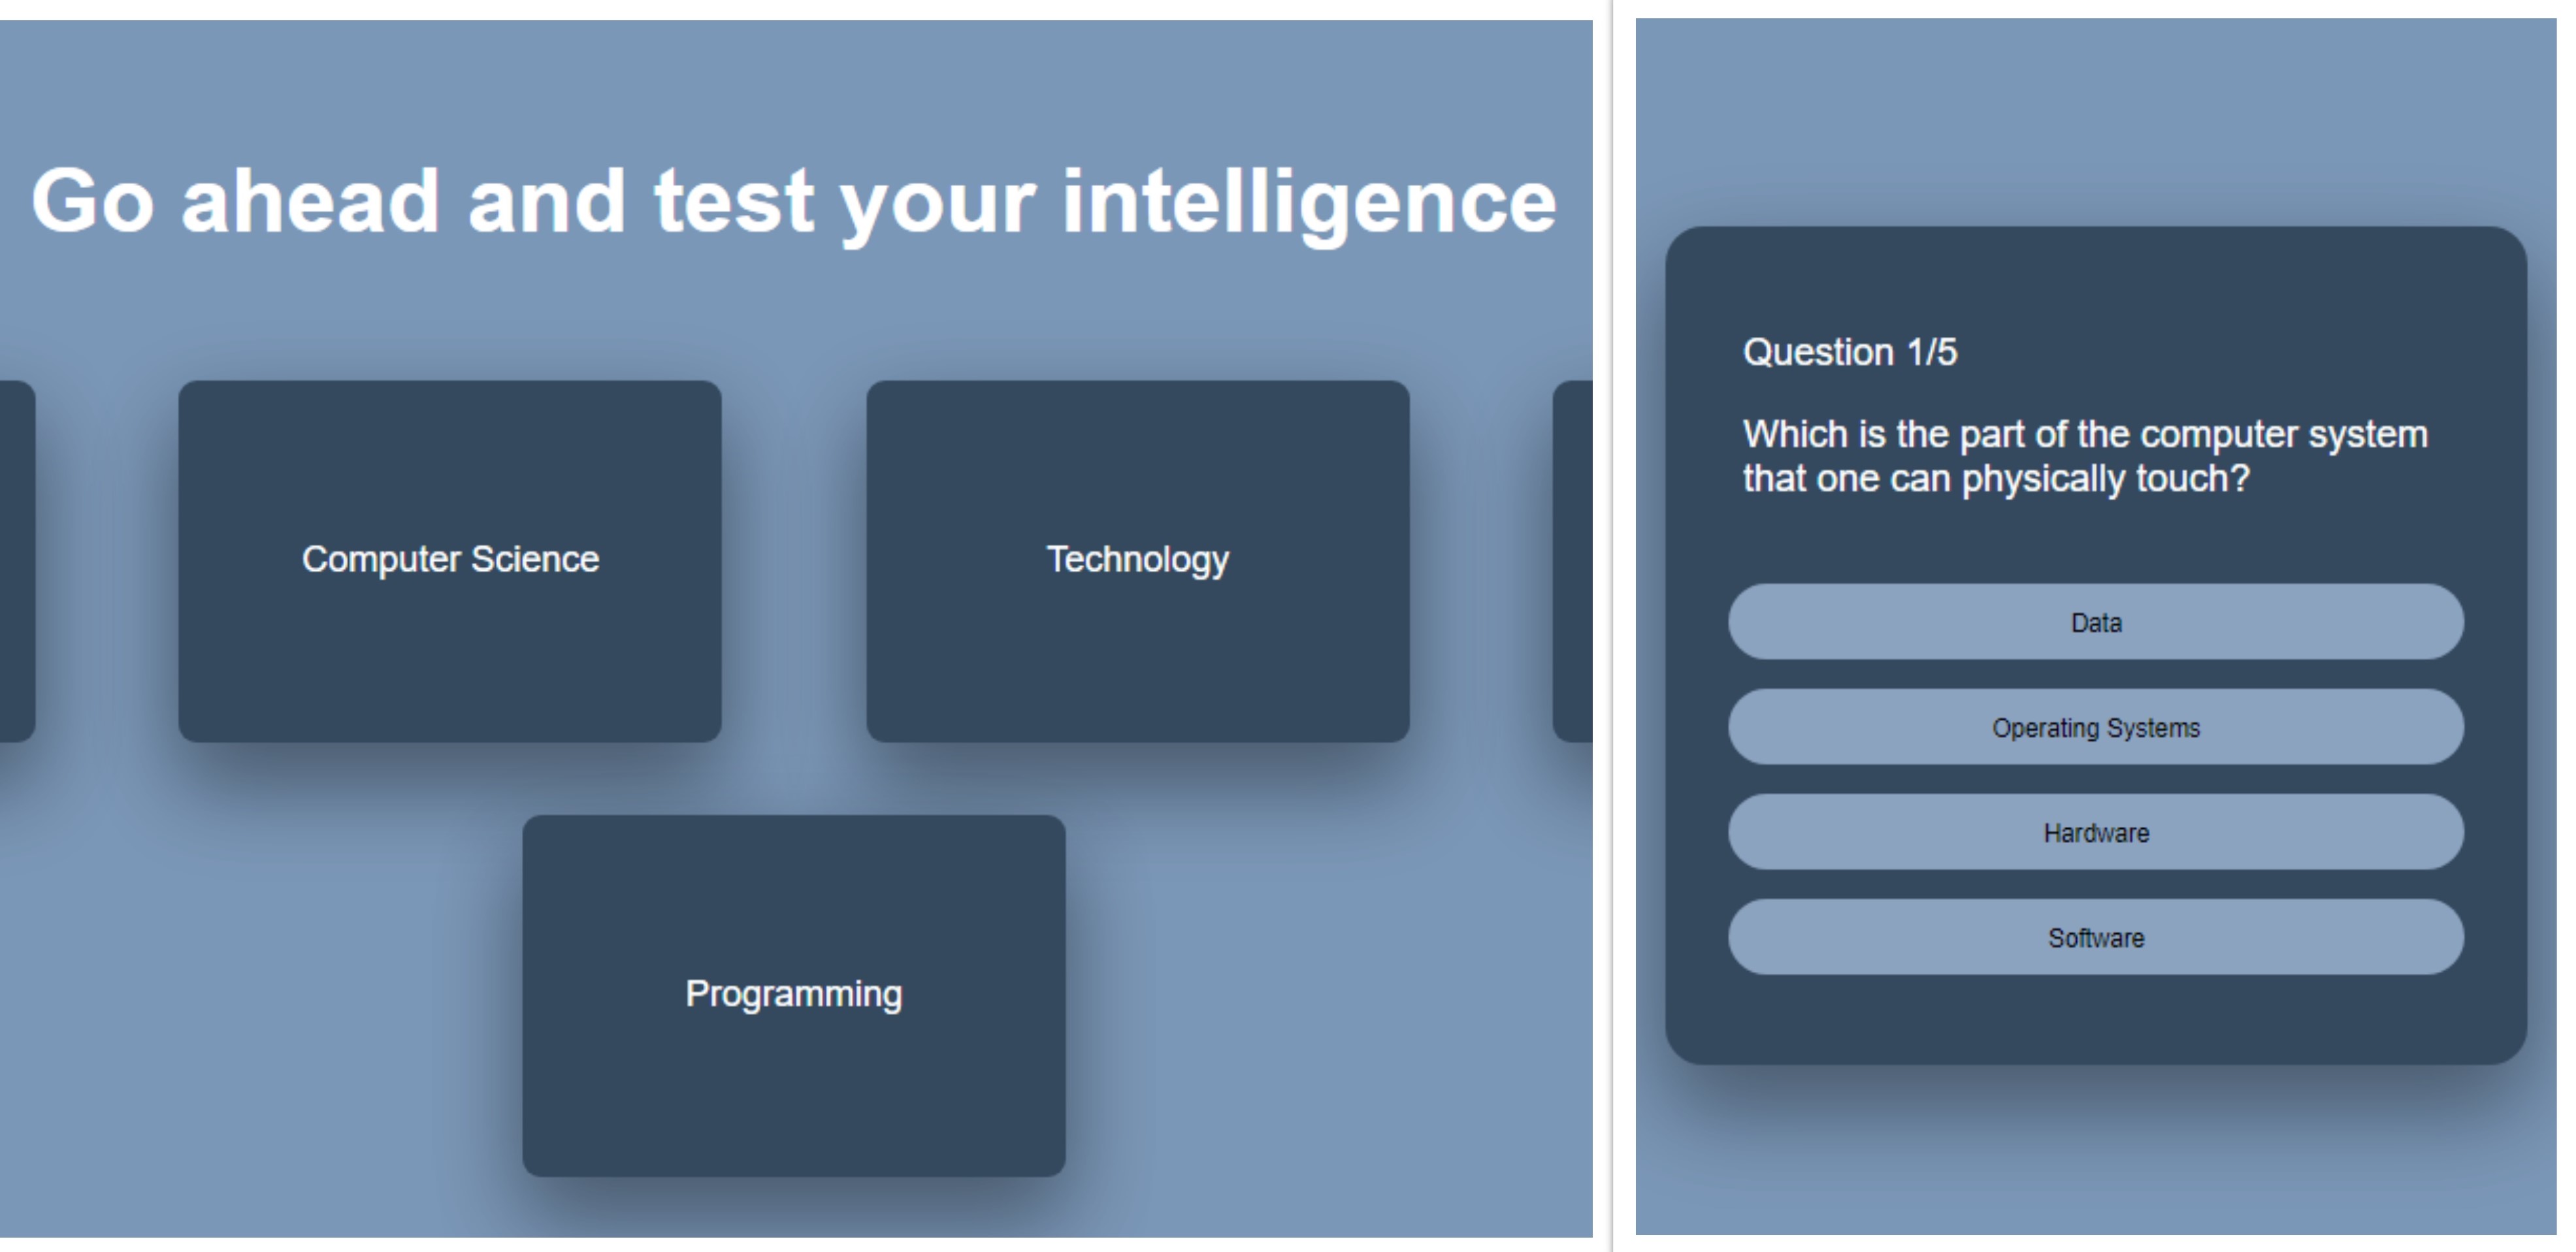 Go ahead and test your intelligence
Computer Science
Technology
Programming
Question 1/5
Which is the part of the computer system
that one can physically touch?
Data
Operating Systems
Hardware
Software